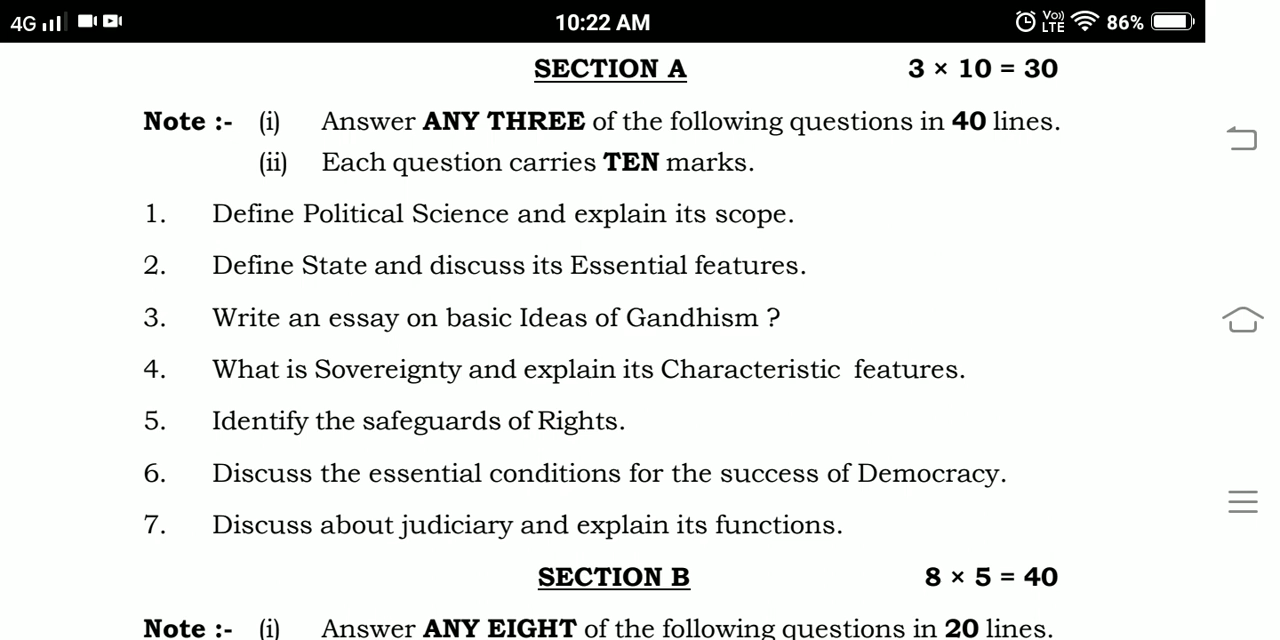 4G 10:22 AM Vo) LTE 86%
SECTION A 3 × 10 = 30
Note :- (i) Answer ANY THREE of the following questions in 40 lines.
(ii) Each question carries TEN marks.
1. Define Political Science and explain its scope.
2. Define State and discuss its Essential features.
3. Write an essay on basic Ideas of Gandhism ?
4. What is Sovereignty and explain its Characteristic features.
5. Identify the safeguards of Rights.
6. Discuss the essential conditions for the success of Democracy.
7. Discuss about judiciary and explain its functions.
SECTION B 8 × 5 = 40
Note :- (i) Answer ANY EIGHT of the following questions in 20 lines.